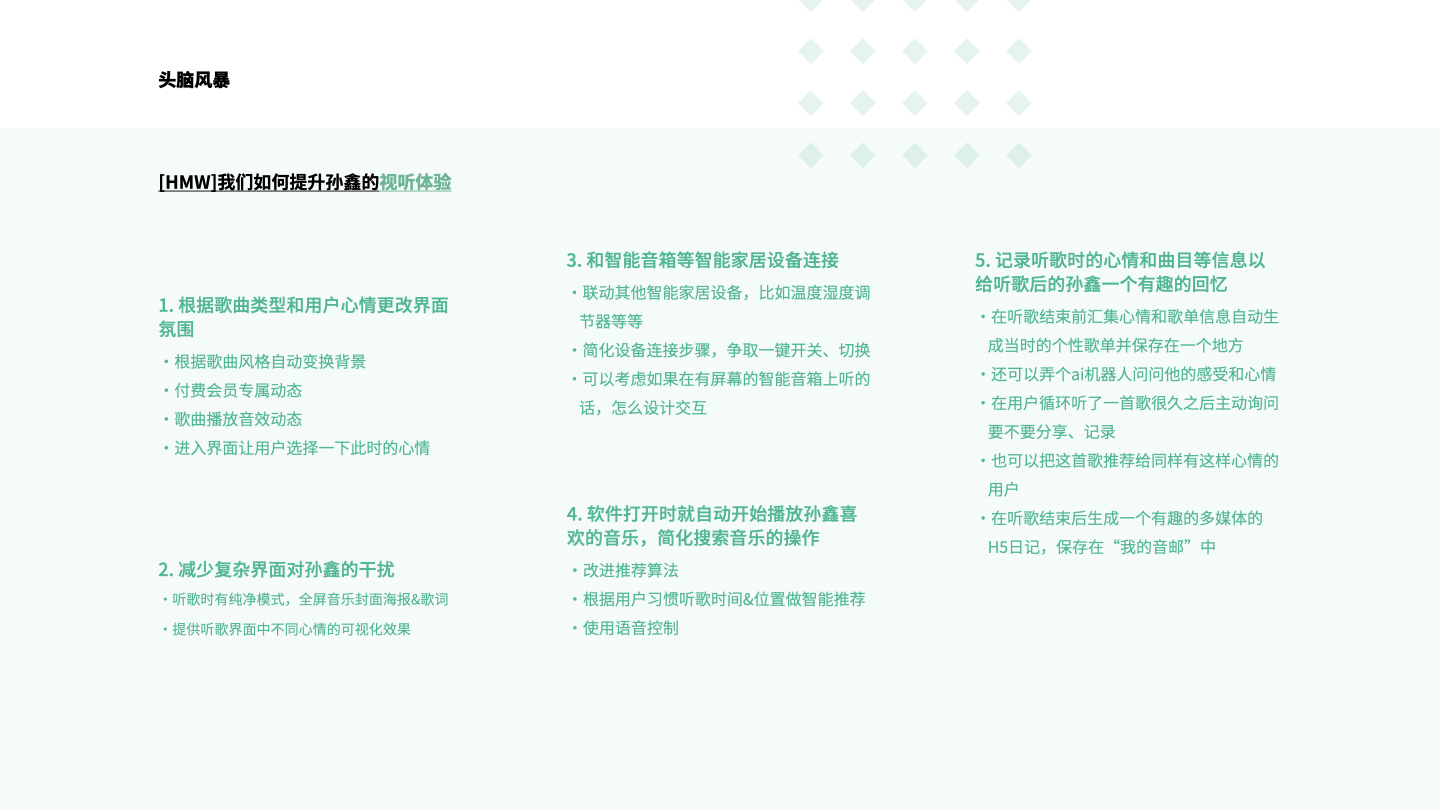 头脑风暴
[HMW]我们如何提升孙鑫的视听体验
1. 根据歌曲类型和用户心情更改界面
氛围
·根据歌曲风格自动变换背景
·付费会员专属动态
·歌曲播放音效动态
·进入界面让用户选择一下此时的心情
2. 减少复杂界面对孙鑫的干扰
·听歌时有纯净模式，全屏音乐封面海报&歌词
·提供听歌界面中不同心情的可视化效果
3. 和智能音箱等智能家居设备连接
·联动其他智能家居设备，比如温度湿度调
节器等等
·简化设备连接步骤，争取一键开关、切换
·可以考虑如果在有屏幕的智能音箱上听的
话，怎么设计交互
4. 软件打开时就自动开始播放孙鑫喜
欢的音乐，简化搜索音乐的操作
·改进推荐算法
·根据用户习惯听歌时间&位置做智能推荐
·使用语音控制
5. 记录听歌时的心情和曲目等信息以
给听歌后的孙鑫一个有趣的回忆
·在听歌结束前汇集心情和歌单信息自动生
成当时的个性歌单并保存在一个地方
·还可以弄个ai机器人问问他的感受和心情
·在用户循环听了一首歌很久之后主动询问
要不要分享、记录
·也可以把这首歌推荐给同样有这样心情的
用户
·在听歌结束后生成一个有趣的多媒体的
H5日记，保存在“我的音邮”中